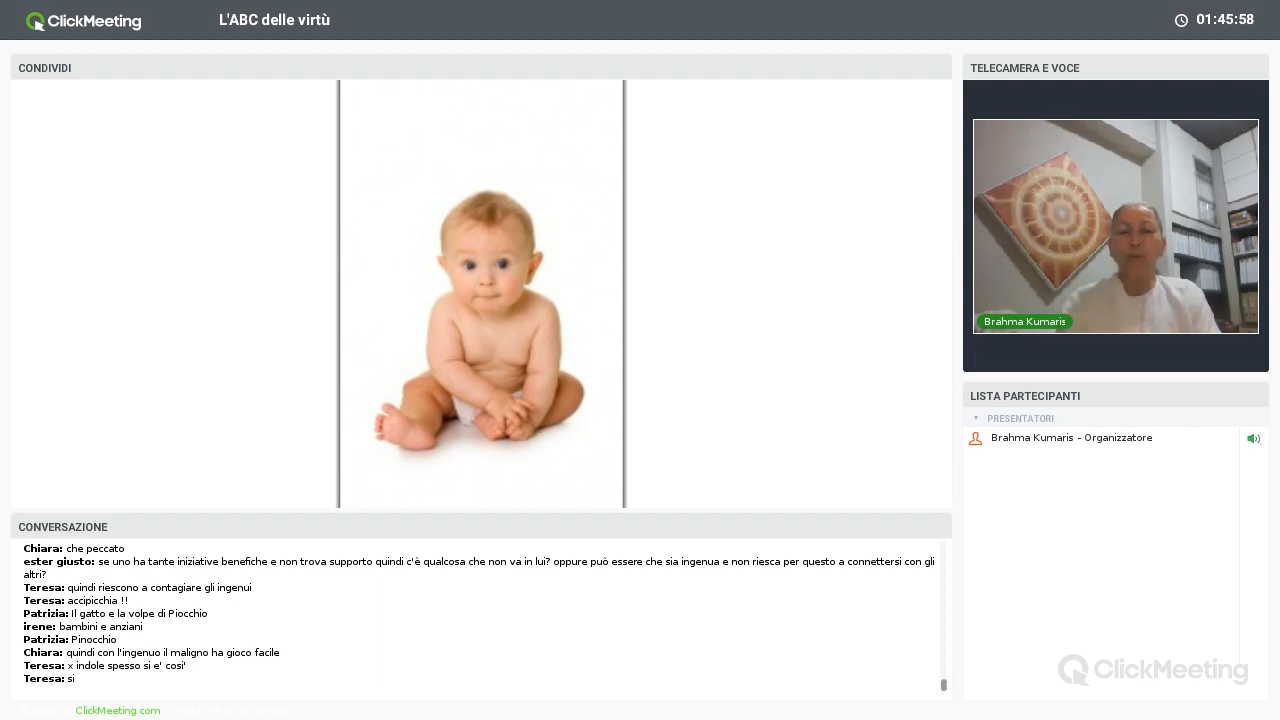 ClickMeeting
L'ABC delle virtù
01:45:58
CONDIVIDI
TELECAMERA E VOCE
Brahma Kumaris
LISTA PARTECIPANTI
PRESENTATORI
Brahma Kumaris - Organizzatore
CONVERSAZIONE
Chiara: che peccato
ester giusto: se uno ha tante iniziative benefiche e non trova supporto quindi c'è qualcosa che non va in lui? oppure può essere che sia ingenua e non riesca per questo a connettersi con gli
altri?
Teresa: quindi riescono a contagiare gli ingenui
Teresa: accipicchia !!
Patrizia: Il gatto e la volpe di Piocchio
irene: bambini e anziani
Patrizia: Pinocchio
Chiara: quindi con l'ingenuo il maligno ha gioco facile
Teresa: x indole spesso si e' cosi'
Teresa: si
ClickMeeting
ClickMeeting.com